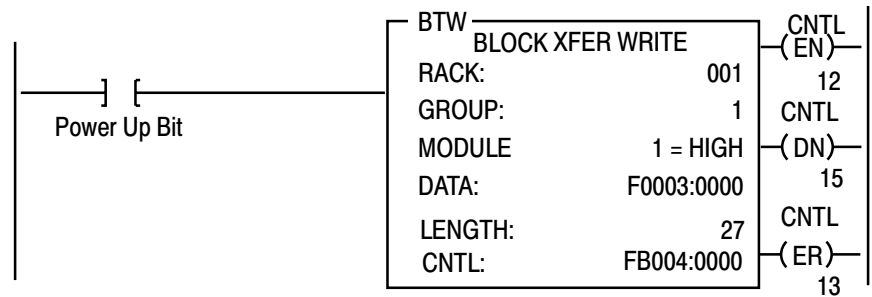 BTW
BLOCK XFER WRITE
RACK: 001
GROUP: 1
MODULE 1 = HIGH
DATA: F0003:0000
LENGTH: 27
CNTL: FB004:0000
Power Up Bit
CNTL
EN
12
CNTL
DN
15
CNTL
ER
13